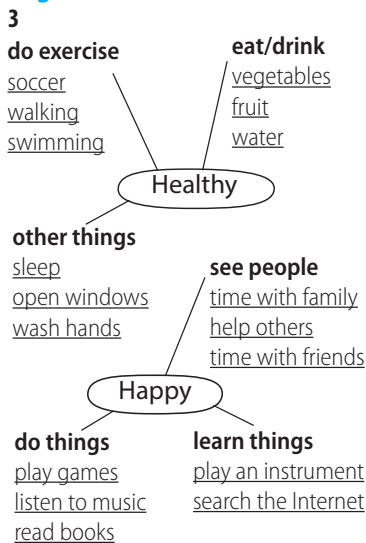 3
do exercise
soccer
walking
swimming
eat/drink
vegetables
fruit
water
Healthy
other things
sleep
open windows
wash hands
see people
time with family
help others
time with friends
Happy
do things
play games
listen to music
read books
learn things
play an instrument
search the Internet